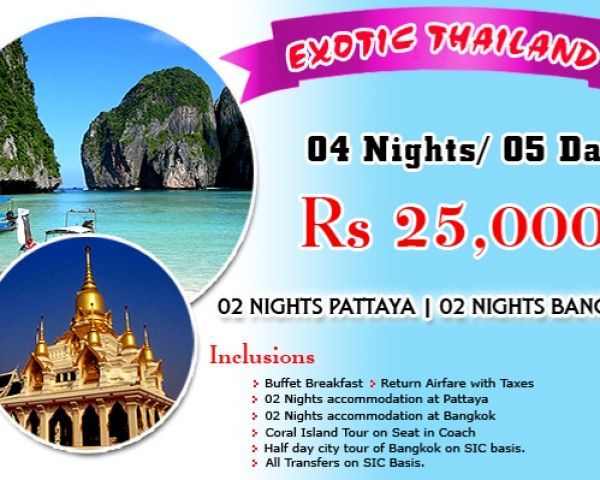 EXOTIC THAILAND
04 Nights/ 05 Da
Rs 25,000
02 NIGHTS PATTAYA | 02 NIGHTS BANG
Inclusions
Buffet Breakfast Return Airfare with Taxes
02 Nights accommodation at Pattaya
02 Nights accommodation at Bangkok
Coral Island Tour on Seat in Coach
Half day city tour of Bangkok on SIC basis.
All Transfers on SIC Basis.